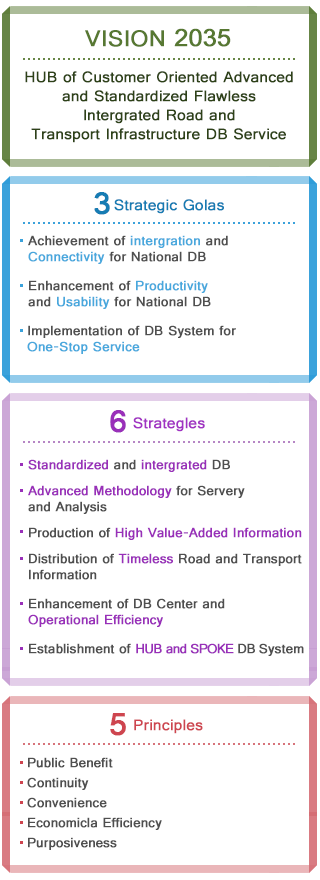 VISION 2035
HUB of Customer Oriented Advanced
and Standardized Flawless
Intergrated Road and
Transport Infrastructure DB Service
3 Strategic Golas
· Achievement of intergration and
Connectivity for National DB
· Enhancement of Productivity
and Usability for National DB
· Implementation of DB System for
One-Stop Service
6 Strategles
· Standardized and intergrated DB
· Advanced Methodology for Servery
and Analysis
· Production of High Value-Added Information
· Distribution of Timeless Road and Transport
Information
· Enhancement of DB Center and
Operational Efficiency
· Establishment of HUB and SPOKE DB System
5 Principles
· Public Benefit
· Continuity
· Convenience
· Economicla Efficiency
· Purposiveness